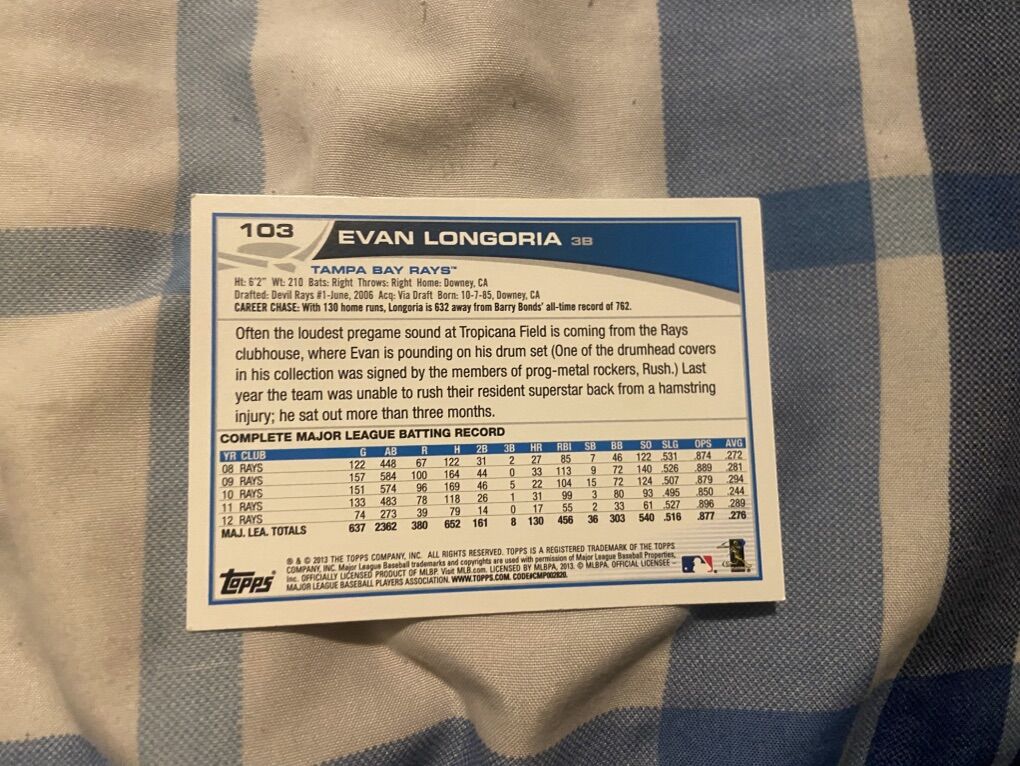 103
EVAN LONGORIA 3B
TAMPA BAY RAYS™
Ht: 6'2" Wt: 210 Bats: Right Throws: Right Home: Downey, CA
Drafted: Devil Rays #1-June, 2006 Acq: Via Draft Born: 10-7-85, Downey, CA
CAREER CHASE: With 130 home runs, Longoria is 632 away from Barry Bonds' all-time record of 762.
Often the loudest pregame sound at Tropicana Field is coming from the Rays
clubhouse, where Evan is pounding on his drum set (One of the drumhead covers
in his collection was signed by the members of prog-metal rockers, Rush.) Last
year the team was unable to rush their resident superstar back from a hamstring
injury; he sat out more than three months.
COMPLETE MAJOR LEAGUE BATTING RECORD
YR CLUB G AB R H 2B 3B HR RBI SB BB SO SLG OPS AVG
08 RAYS 122 448 67 122 31 2 27 85 7 46 122 .531 .874 .272
09 RAYS 157 584 100 164 44 0 33 113 9 72 140 .526 .889 .281
10 RAYS 151 574 96 169 46 5 22 104 15 72 124 .507 .879 .294
11 RAYS 133 483 78 118 26 1 31 99 3 80 93 .495 .850 .244
12 RAYS 74 273 39 79 14 0 17 55 2 33 61 .527 .896 .289
MAJ. LEA. TOTALS 637 2362 380 652 161 8 130 456 36 303 540 .516 .877 .276
® & © 2013 THE TOPPS COMPANY, INC. ALL RIGHTS RESERVED. TOPPS IS A REGISTERED TRADEMARK OF THE TOPPS
COMPANY, INC. Major League Baseball trademarks and copyrights are used with permission of Major League Baseball Properties,
Inc. OFFICIALLY LICENSED PRODUCT OF MLBP. Visit MLB.com. LICENSED BY MLBPA, 2013. © MLBPA. OFFICIAL LICENSEE –
MAJOR LEAGUE BASEBALL PLAYERS ASSOCIATION. WWW.TOPPS.COM. CODE#CMP002820.
topps